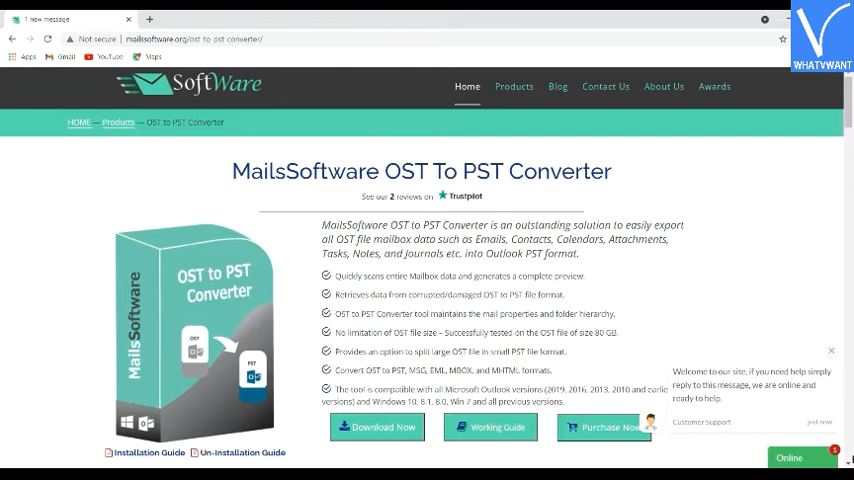 1 new message
Not secure | mailssoftware.org/ost to pst converter/
Apps Gmail YouTube Maps
WHATVWANT
SoftWare
Home Products Blog Contact Us About Us Awards
HOME — Products — OST to PST Converter
MailsSoftware OST To PST Converter
See our 2 reviews on Trustpilot
MailsSoftware OST to PST Converter is an outstanding solution to easily export
all OST file mailbox data such as Emails, Contacts, Calendars, Attachments,
Tasks, Notes, and Journals etc. into Outlook PST format.
Quickly scans entire Mailbox data and generates a complete preview.
Retrieves data from corrupted/damaged OST to PST file format.
OST to PST Converter tool maintains the mail properties and folder hierarchy.
No limitation of OST file size – Successfully tested on the OST file of size 80 GB.
Provides an option to split large OST file in small PST file format.
Convert OST to PST, MSG, EML, MBOX, and MHTML formats.
The tool is compatible with all Microsoft Outlook versions (2019, 2016, 2013, 2010 and earlie
versions) and Windows 10, 8.1, 8.0, Win 7 and all previous versions.
Download Now Working Guide Purchase Now
Installation Guide Un-Installation Guide
MailsSoftware
OST to PST
Converter
OST
PST
Welcome to our site, if you need help simply
reply to this message, we are online and
ready to help.
Customer Support just now
Online 1